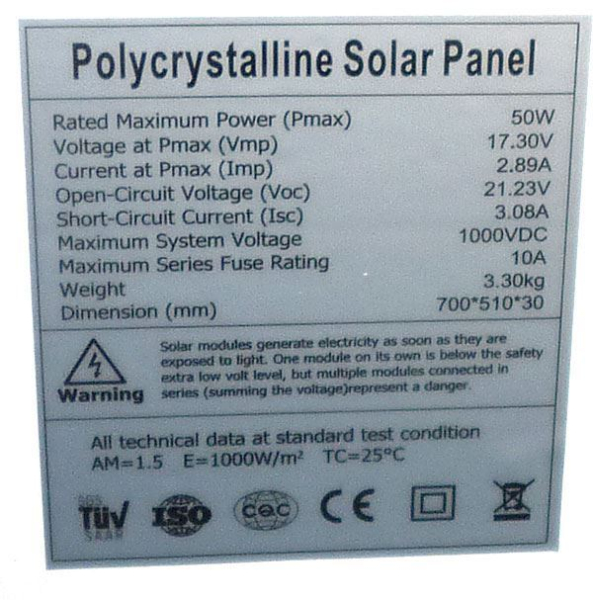 Polycrystalline Solar Panel
Rated Maximum Power (Pmax) 50W
Voltage at Pmax (Vmp) 17.30V
Current at Pmax (Imp) 2.89A
Open-Circuit Voltage (Voc) 21.23V
Short-Circuit Current (Isc) 3.08A
Maximum System Voltage 1000VDC
Maximum Series Fuse Rating 10A
Weight 3.30kg
Dimension (mm) 700*510*30
Solar modules generate electricity as soon as they are
exposed to light. One module on its own is below the safety
extra low volt level, but multiple modules connected in
series (summing the voltage)represent a danger.
Warning
All technical data at standard test condition
AM=1.5 E=1000W/m² TC=25°C
SGS
TÜV ISO CQC CE
SAAR